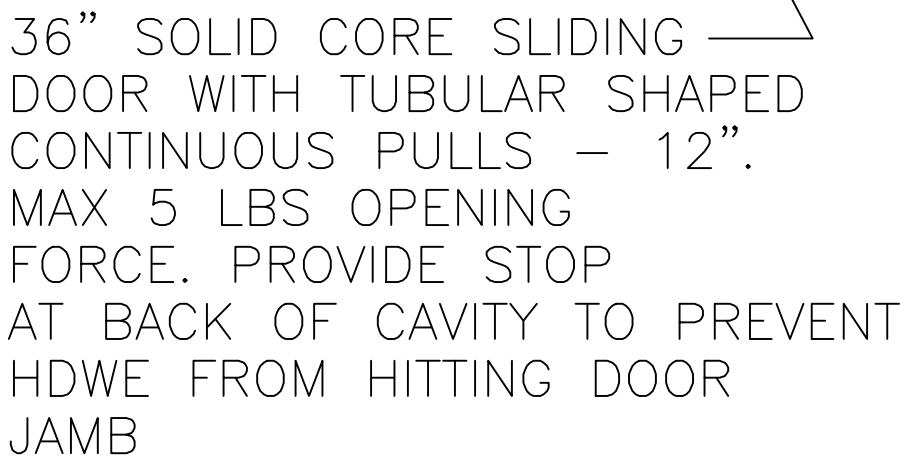 36” SOLID CORE SLIDING
DOOR WITH TUBULAR SHAPED
CONTINUOUS PULLS – 12”.
MAX 5 LBS OPENING
FORCE. PROVIDE STOP
AT BACK OF CAVITY TO PREVENT
HDWE FROM HITTING DOOR
JAMB